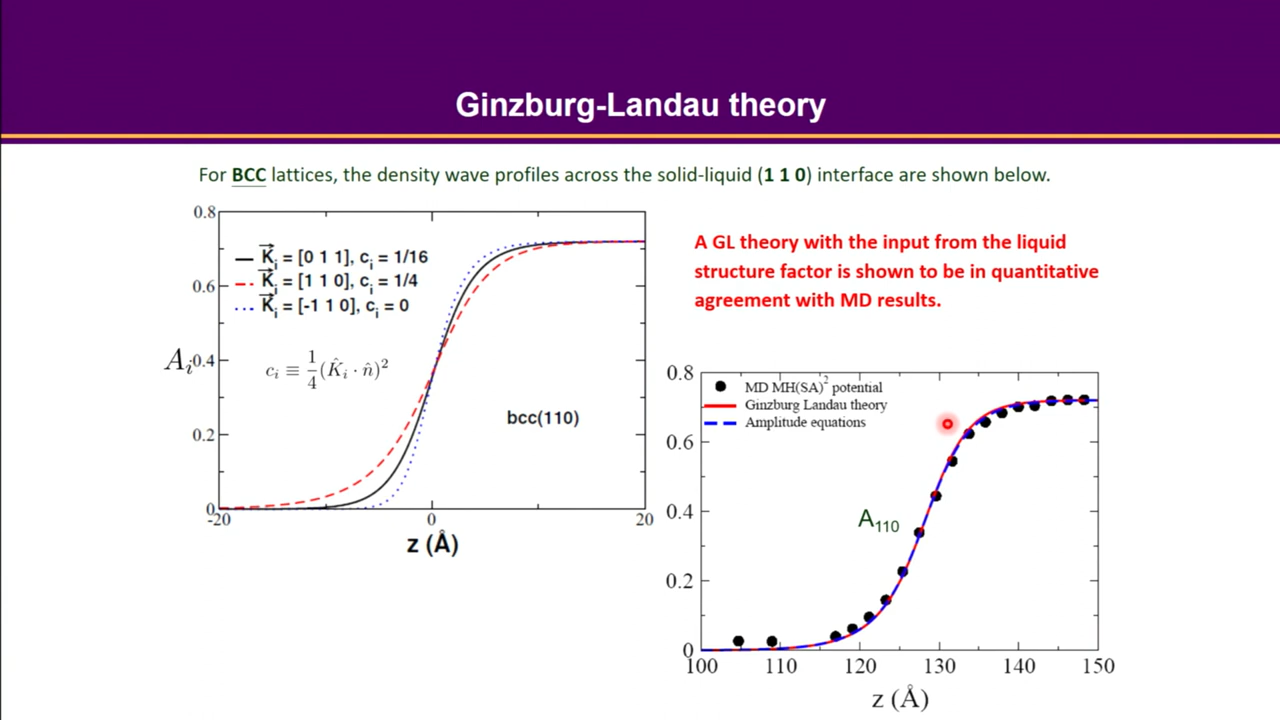 Ginzburg-Landau theory
For BCC lattices, the density wave profiles across the solid-liquid (1 1 0) interface are shown below.
0.8
K⃗i = [0 1 1], ci = 1/16
K⃗i = [1 1 0], ci = 1/4
K⃗i = [-1 1 0], ci = 0
0.6
Ai
0.4
ci ≡ 1/4 (K̂i · n̂)²
bcc(110)
0.2
0
-20 0 20
z (Å)
A GL theory with the input from the liquid
structure factor is shown to be in quantitative
agreement with MD results.
0.8
MD MH(SA)² potential
Ginzburg Landau theory
Amplitude equations
0.6
0.4
A110
0.2
0
100 110 120 130 140 150
z (Å)